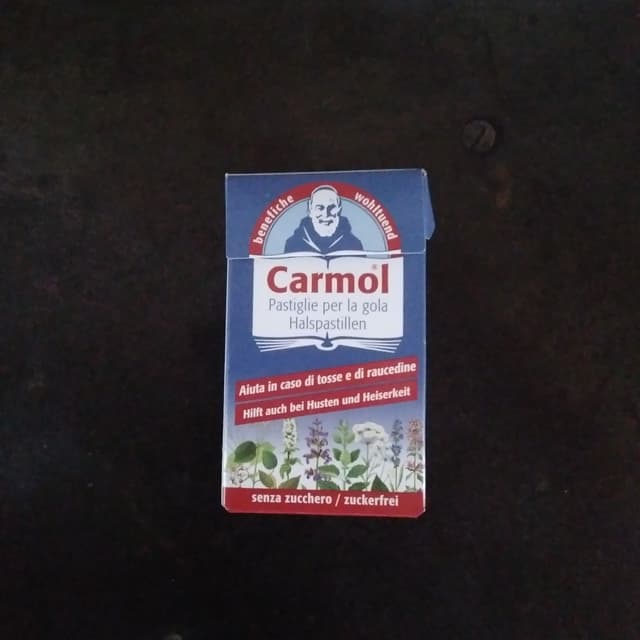 benefiche wohltuend
Carmol®
Pastiglie per la gola
Halspastillen
Aiuta in caso di tosse e di raucedine
Hilft auch bei Husten und Heiserkeit
senza zucchero / zuckerfrei